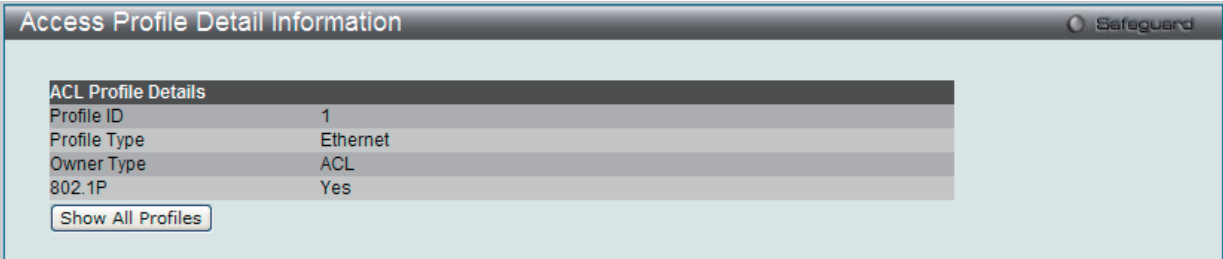 Access Profile Detail Information
Safeguard
ACL Profile Details
Profile ID 1
Profile Type Ethernet
Owner Type ACL
802.1P Yes
Show All Profiles